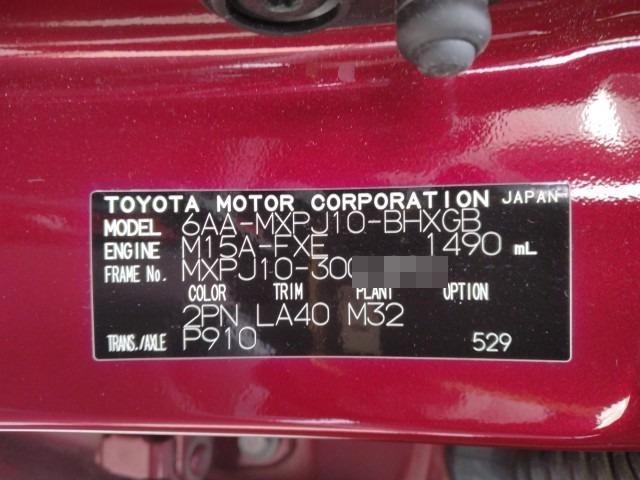 TOYOTA MOTOR CORPORATION JAPAN
MODEL 6AA-MXPJ10-BHXGB
ENGINE M15A-FXE 1490 mL
FRAME No. MXPJ10-300
COLOR TRIM PLANT OPTION
2PN LA40 M32
TRANS./AXLE P910 529